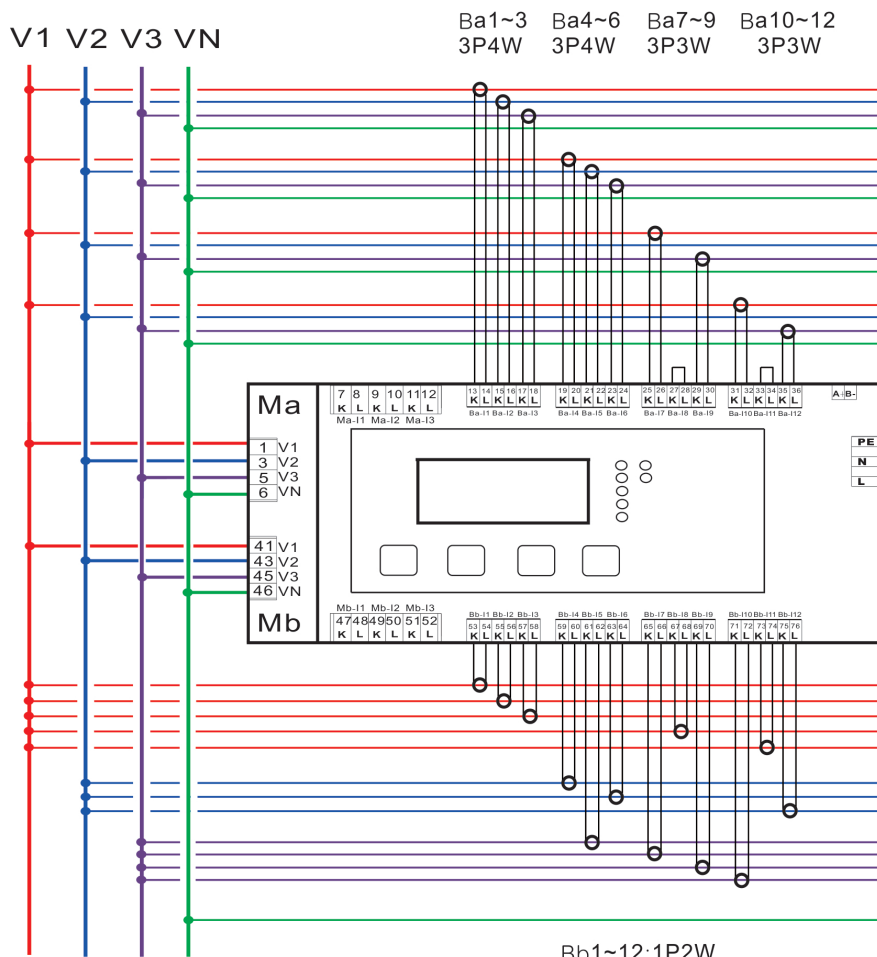 Ba1~3 Ba4~6 Ba7~9 Ba10~12
V1 V2 V3 VN 3P4W 3P4W 3P3W 3P3W
Ma
7 8 9 10 11 12 13 14 15 16 17 18 19 20 21 22 23 24 25 26 27 28 29 30 31 32 33 34 35 36
K L K L K L K L K L K L K L K L K L K L K L K L K L K L K L A+ B-
Ma-I1 Ma-I2 Ma-I3 Ba-I1 Ba-I2 Ba-I3 Ba-I4 Ba-I5 Ba-I6 Ba-I7 Ba-I8 Ba-I9 Ba-I10 Ba-I11 Ba-I12
1 V1
3 V2
5 V3
6 VN
PE
N
L
41 V1
43 V2
45 V3
46 VN
Mb
Mb-I1 Mb-I2 Mb-I3 Bb-I1 Bb-I2 Bb-I3 Bb-I4 Bb-I5 Bb-I6 Bb-I7 Bb-I8 Bb-I9 Bb-I10 Bb-I11 Bb-I12
47 48 49 50 51 52 53 54 55 56 57 58 59 60 61 62 63 64 65 66 67 68 69 70 71 72 73 74 75 76
K L K L K L K L K L K L K L K L K L K L K L K L K L K L K L
Bb1~12:1P2W